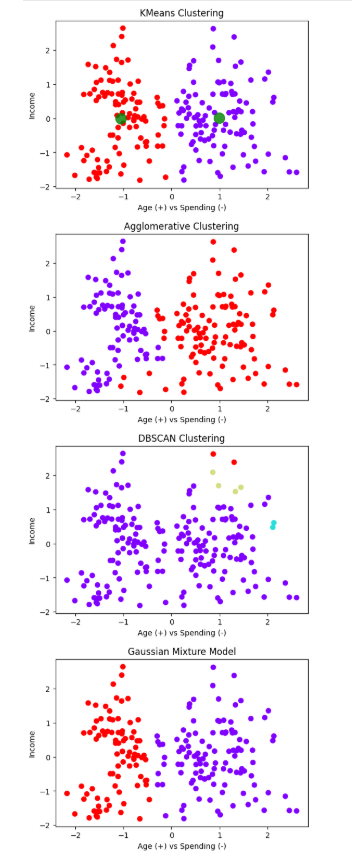 KMeans Clustering
2
1
0
−1
−2
Income
−2 −1 0 1 2
Age (+) vs Spending (-)
Agglomerative Clustering
2
1
0
−1
−2
Income
−2 −1 0 1 2
Age (+) vs Spending (-)
DBSCAN Clustering
2
1
0
−1
−2
Income
−2 −1 0 1 2
Age (+) vs Spending (-)
Gaussian Mixture Model
2
1
0
−1
−2
Income
−2 −1 0 1 2
Age (+) vs Spending (-)